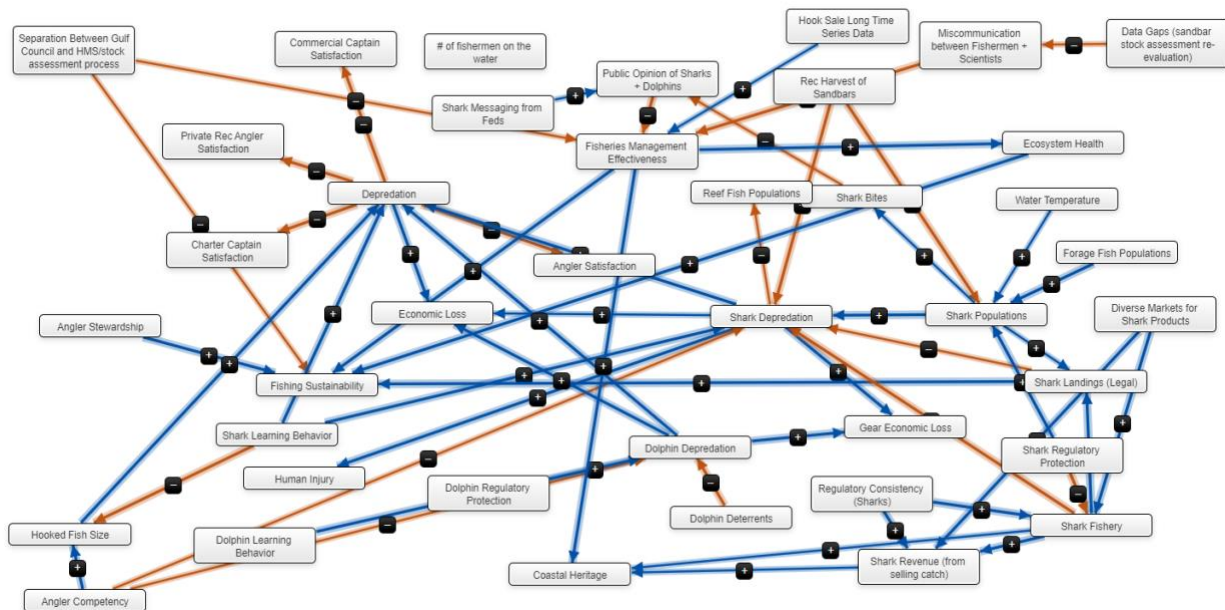 Separation Between Gulf
Council and HMS/stock
assessment process
Commercial Captain
Satisfaction
# of fishermen on the
water
Hook Sale Long Time
Series Data
Miscommunication
between Fishermen +
Scientists
Data Gaps (sandbar
stock assessment re-
evaluation)
Public Opinion of Sharks
+ Dolphins
Rec Harvest of
Sandbars
Shark Messaging from
Feds
Private Rec Angler
Satisfaction
Fisheries Management
Effectiveness
Ecosystem Health
Depredation
Reef Fish Populations
Shark Bites
Water Temperature
Charter Captain
Satisfaction
Angler Satisfaction
Forage Fish Populations
Angler Stewardship
Economic Loss
Shark Depredation
Shark Populations
Diverse Markets for
Shark Products
Fishing Sustainability
Shark Landings (Legal)
Shark Learning Behavior
Gear Economic Loss
Human Injury
Dolphin Depredation
Shark Regulatory
Protection
Dolphin Regulatory
Protection
Regulatory Consistency
(Sharks)
Hooked Fish Size
Dolphin Learning
Behavior
Dolphin Deterrents
Shark Fishery
Coastal Heritage
Shark Revenue (from
selling catch)
Angler Competency